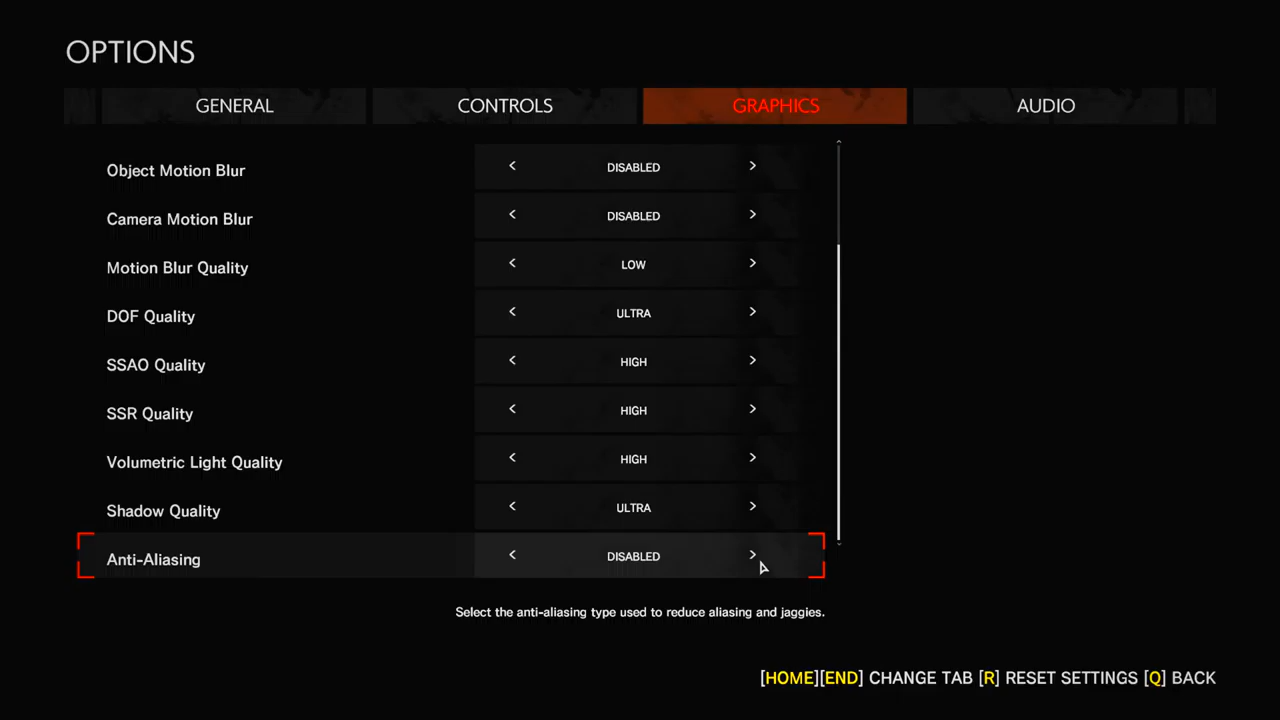 OPTIONS
GENERAL CONTROLS GRAPHICS AUDIO
Object Motion Blur < DISABLED >
Camera Motion Blur < DISABLED >
Motion Blur Quality < LOW >
DOF Quality < ULTRA >
SSAO Quality < HIGH >
SSR Quality < HIGH >
Volumetric Light Quality < HIGH >
Shadow Quality < ULTRA >
Anti-Aliasing < DISABLED >
Select the anti-aliasing type used to reduce aliasing and jaggies.
[HOME][END] CHANGE TAB [R] RESET SETTINGS [Q] BACK